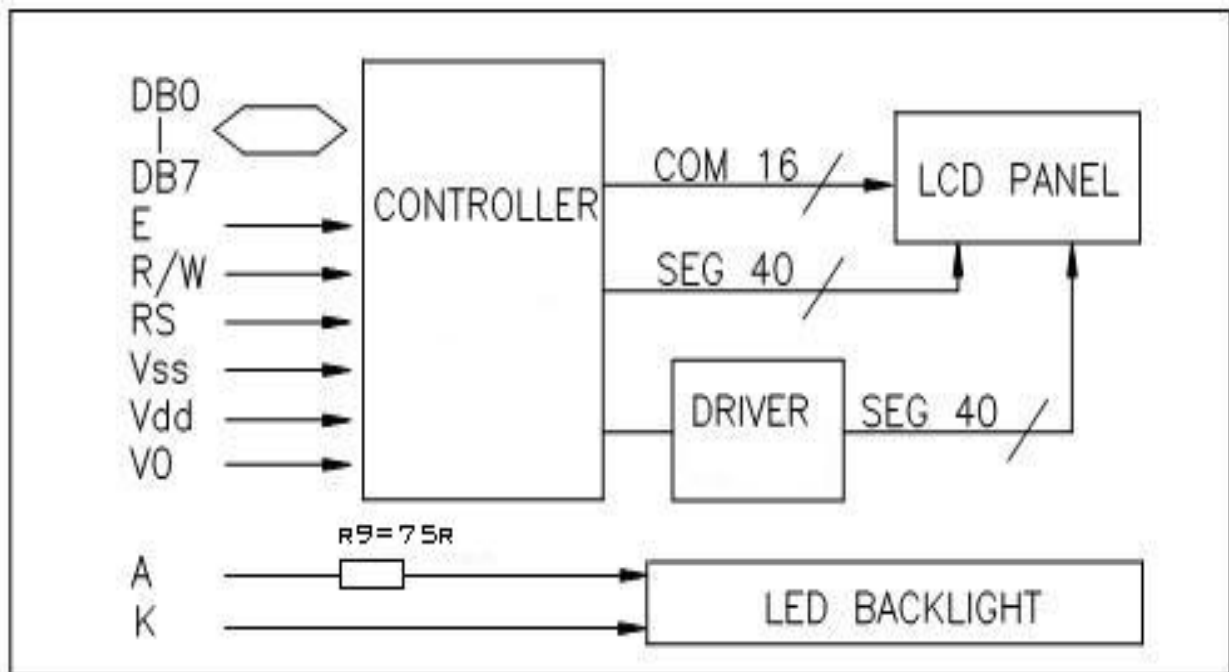 DB0
DB7
E
R/W
RS
Vss
Vdd
V0
A
K
CONTROLLER
COM 16
SEG 40
LCD PANEL
DRIVER
SEG 40
R9=75R
LED BACKLIGHT